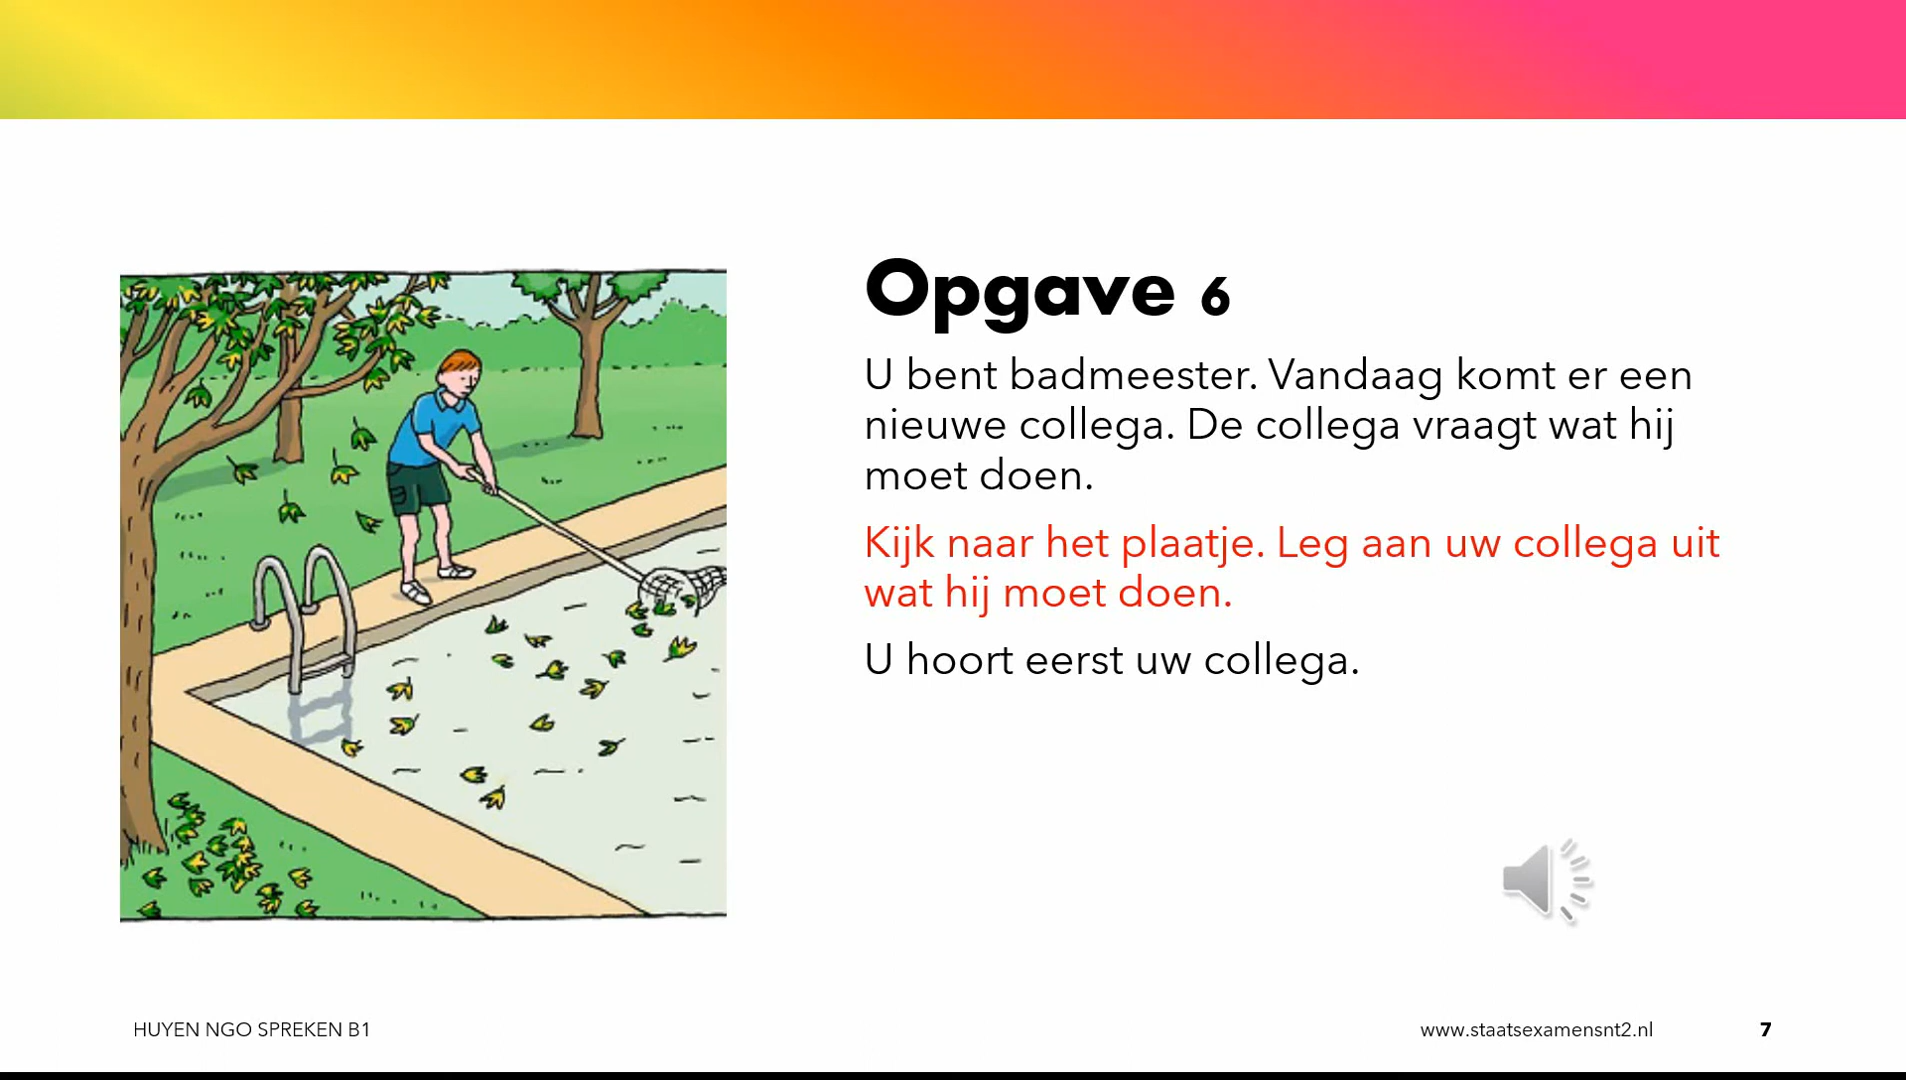 Opgave 6
U bent badmeester. Vandaag komt er een
nieuwe collega. De collega vraagt wat hij
moet doen.
Kijk naar het plaatje. Leg aan uw collega uit
wat hij moet doen.
U hoort eerst uw collega.
HUYEN NGO SPREKEN B1
www.staatsexamensnt2.nl
7